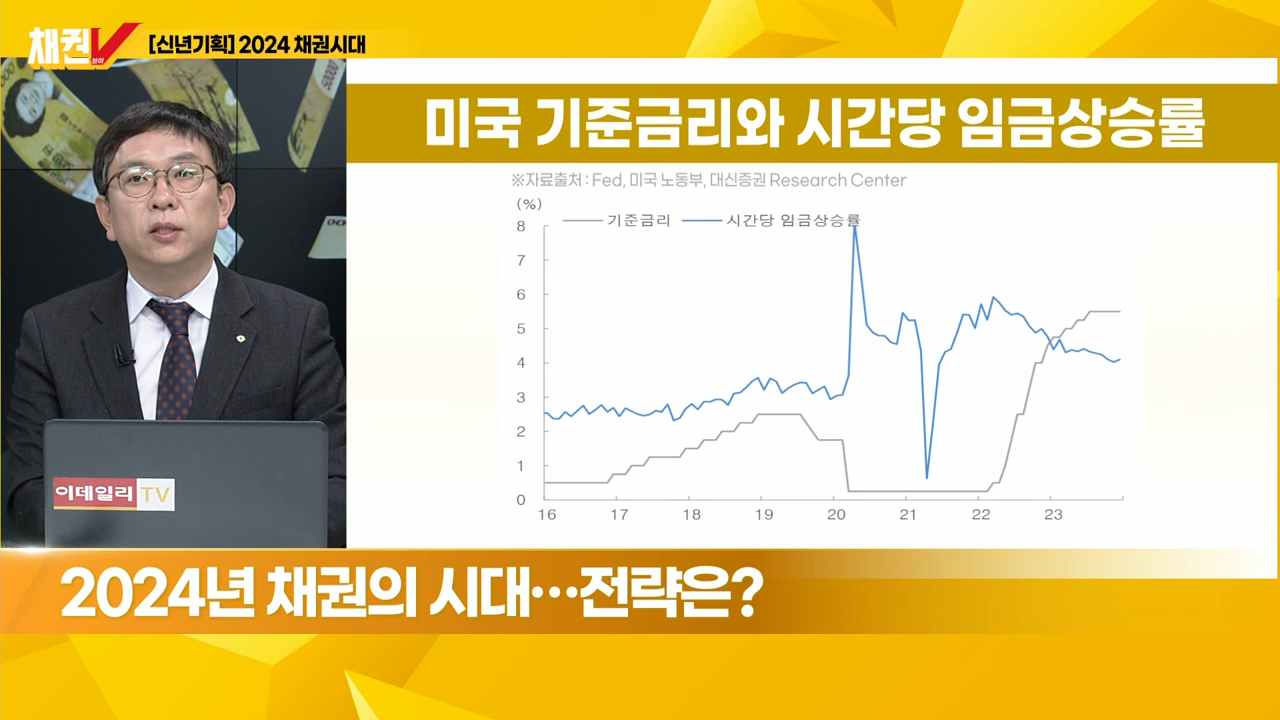 채권V
브이
[신년기획] 2024 채권시대
미국 기준금리와 시간당 임금상승률
※자료출처 : Fed, 미국 노동부, 대신증권 Research Center
(%)
기준금리 시간당 임금상승률
8
7
6
5
4
3
2
1
0
16 17 18 19 20 21 22 23
50000
이데일리 TV
2024년 채권의 시대…전략은?